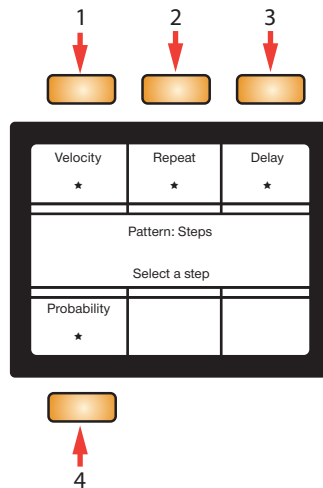 1 2 3
Velocity Repeat Delay
★ ★ ★
Pattern: Steps
Select a step
Probability
★
4